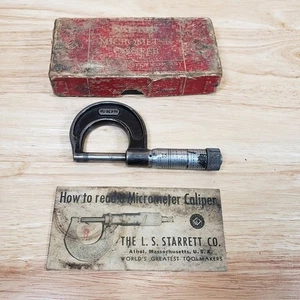 MICROMETER
How to read a Micrometer Caliper
THE L. S. STARRETT CO.
Athol, Massachusetts, U. S. A.
WORLD'S GREATEST TOOLMAKERS